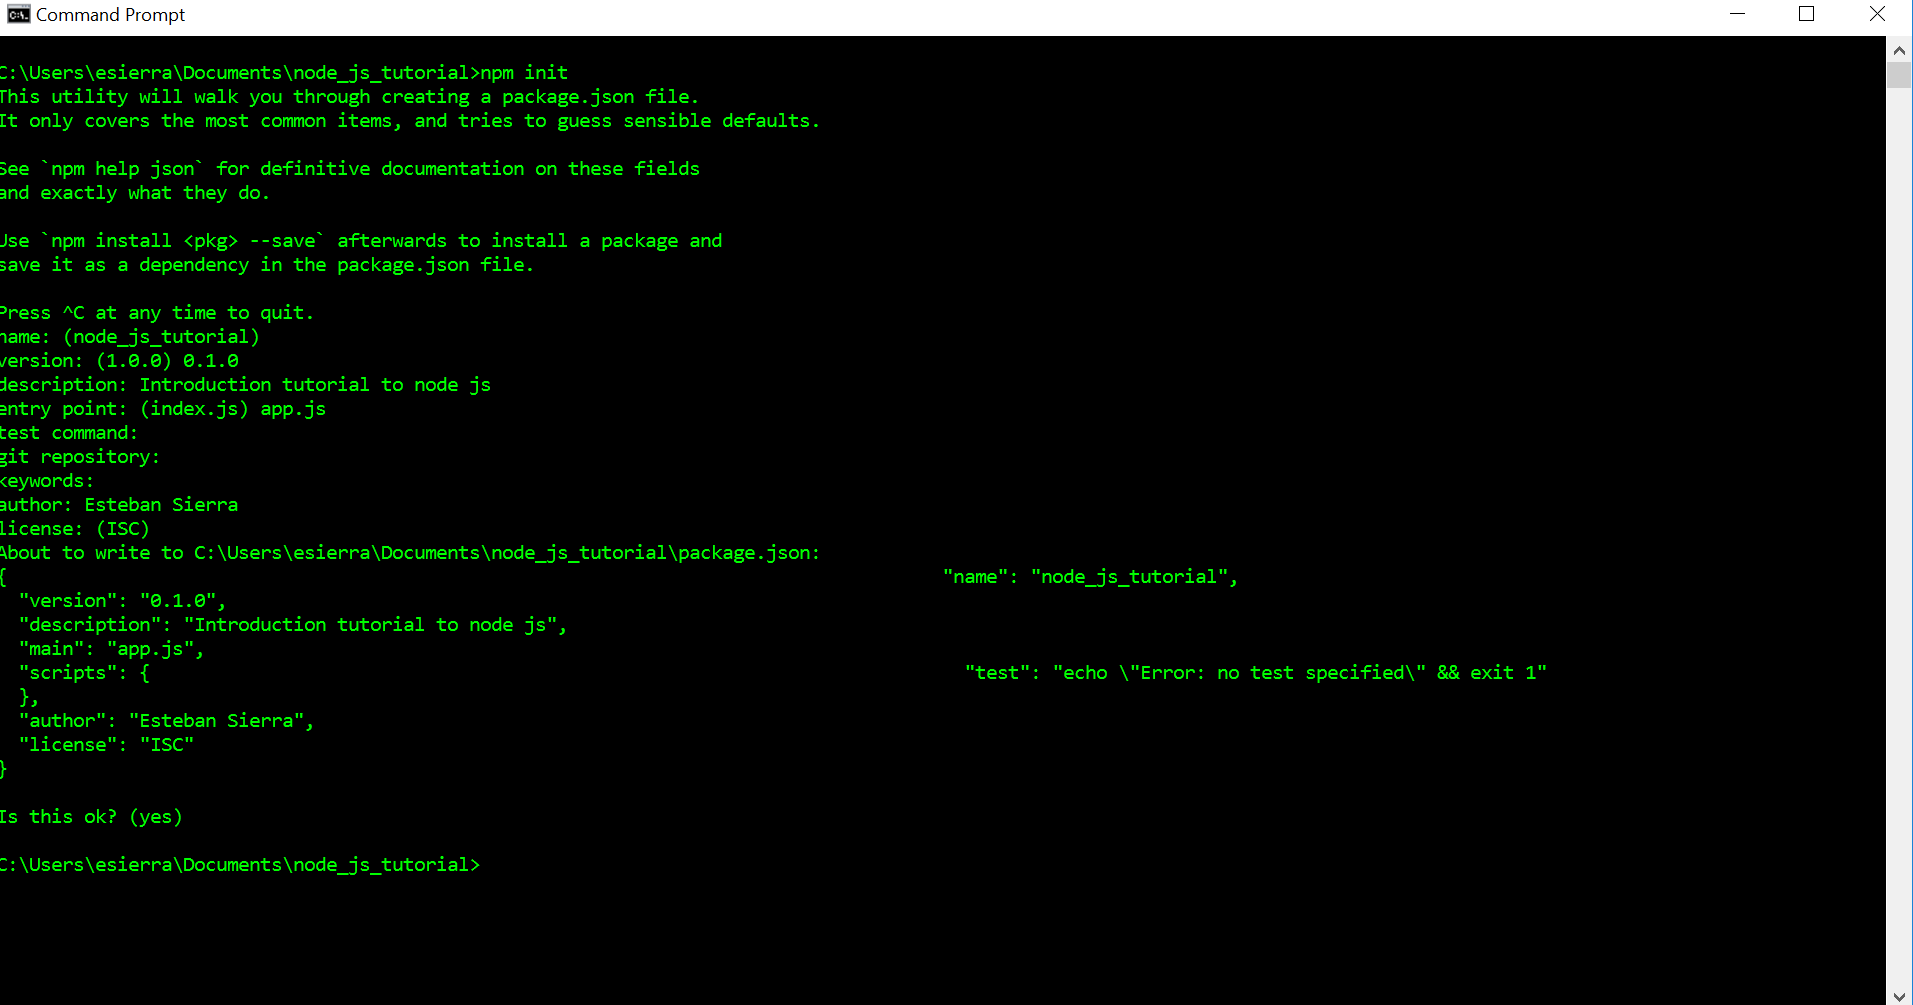 Command Prompt
C:\Users\esierra\Documents\node_js_tutorial>npm init
This utility will walk you through creating a package.json file.
It only covers the most common items, and tries to guess sensible defaults.
See `npm help json` for definitive documentation on these fields
and exactly what they do.
Use `npm install <pkg> --save` afterwards to install a package and
save it as a dependency in the package.json file.
Press ^C at any time to quit.
name: (node_js_tutorial)
version: (1.0.0) 0.1.0
description: Introduction tutorial to node js
entry point: (index.js) app.js
test command:
git repository:
keywords:
author: Esteban Sierra
license: (ISC)
About to write to C:\Users\esierra\Documents\node_js_tutorial\package.json:
{ "name": "node_js_tutorial",
"version": "0.1.0",
"description": "Introduction tutorial to node js",
"main": "app.js",
"scripts": { "test": "echo \"Error: no test specified\" && exit 1"
},
"author": "Esteban Sierra",
"license": "ISC"
}
Is this ok? (yes)
C:\Users\esierra\Documents\node_js_tutorial>